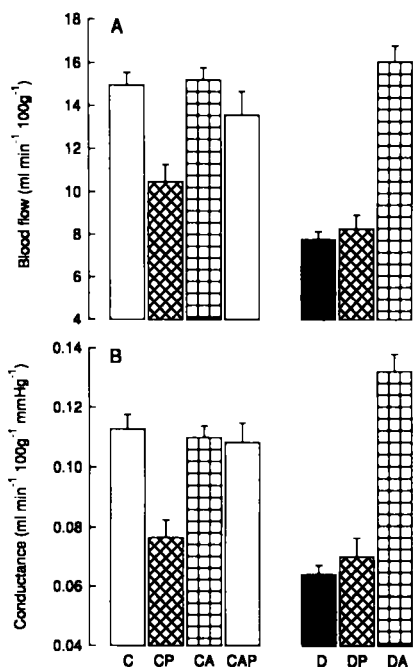 A
Blood flow (ml min⁻¹ 100g⁻¹)
18
16
14
12
10
8
6
4
B
Conductance (ml min⁻¹ 100g⁻¹ mmHg⁻¹)
0.14
0.12
0.10
0.08
0.06
0.04
C CP CA CAP D DP DA